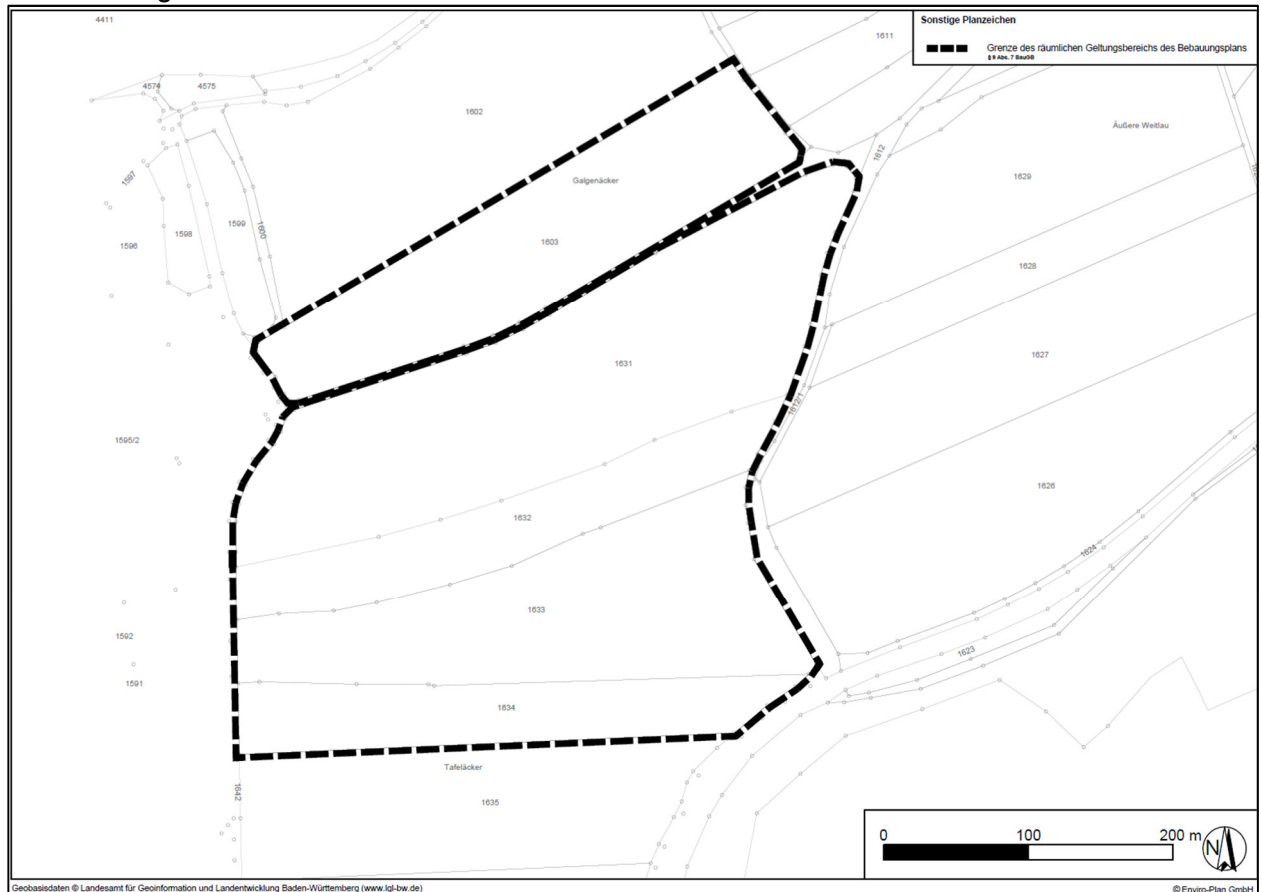 4411
Sonstige Planzeichen
1611
Grenze des räumlichen Geltungsbereichs des Bebauungsplans
§ 9 Abs. 7 BauGB
4574
4575
1602
Äußere Weitlau
1612
1597
Galgenäcker
1629
1599
1600
1598
1596
1603
1628
1631
1627
1612/1
1595/2
1626
1632
1624
1633
1592
1623
1591
1634
Tafeläcker
1642
1635
0 100 200 m
N
Geobasisdaten © Landesamt für Geoinformation und Landentwicklung Baden-Württemberg (www.lgl-bw.de)
© Enviro-Plan GmbH